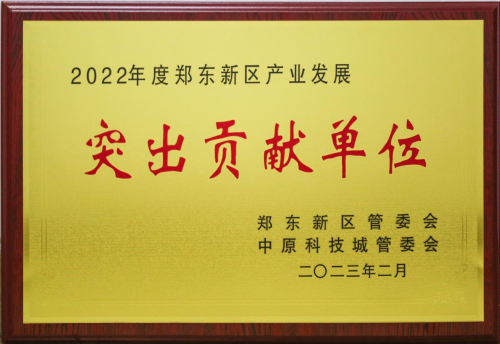 2022年度郑东新区产业发展
突出贡献单位
郑东新区管委会
中原科技城管委会
二〇二三年二月